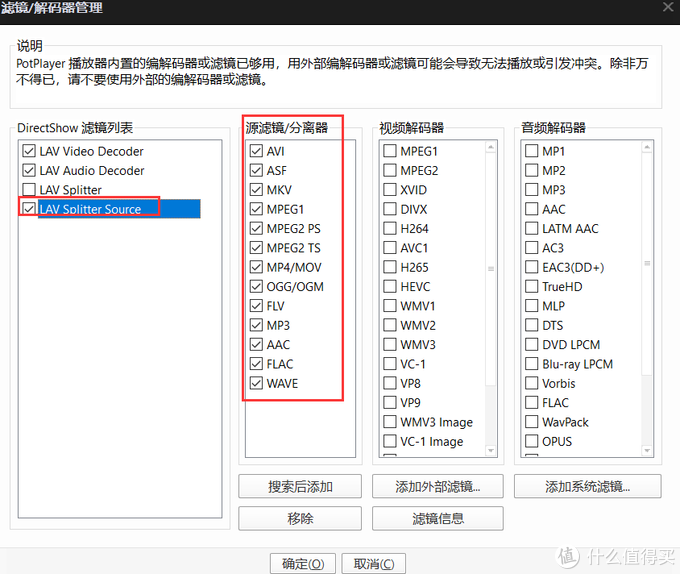 滤镜/解码器管理
说明
PotPlayer 播放器内置的编解码器或滤镜已够用，用外部编解码器或滤镜可能会导致无法播放或引发冲突。除非万
不得已，请不要使用外部的编解码器或滤镜。
DirectShow 滤镜列表
LAV Video Decoder
LAV Audio Decoder
LAV Splitter
LAV Splitter Source
源滤镜/分离器
AVI
ASF
MKV
MPEG1
MPEG2 PS
MPEG2 TS
MP4/MOV
OGG/OGM
FLV
MP3
AAC
FLAC
WAVE
视频解码器
MPEG1
MPEG2
XVID
DIVX
H264
AVC1
H265
HEVC
WMV1
WMV2
WMV3
VC-1
VP8
VP9
WMV3 Image
VC-1 Image
音频解码器
MP1
MP2
MP3
AAC
LATM AAC
AC3
EAC3(DD+)
TrueHD
MLP
DTS
DVD LPCM
Blu-ray LPCM
Vorbis
FLAC
WavPack
OPUS
搜索后添加
添加外部滤镜...
添加系统滤镜...
移除
滤镜信息
确定(O)
取消(C)
值 什么值得买